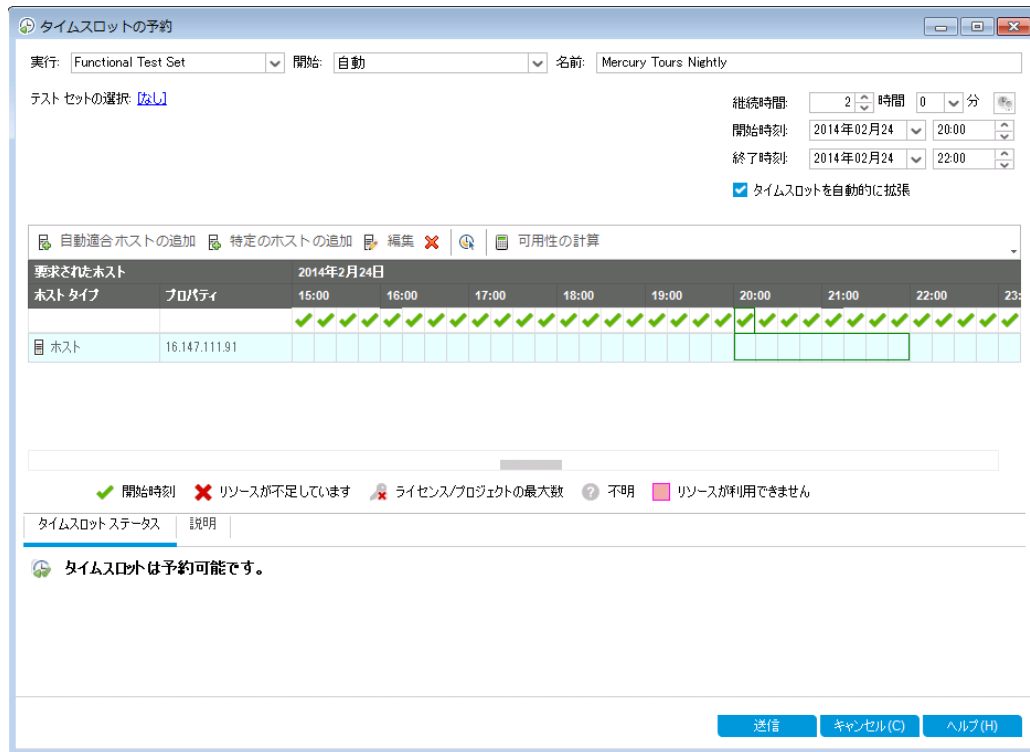 タイムスロットの予約
実行: Functional Test Set 開始: 自動 名前: Mercury Tours Nightly
テスト セットの選択: [なし]
継続時間: 2 時間 0 分
開始時刻: 2014年02月24 20:00
終了時刻: 2014年02月24 22:00
タイムスロットを自動的に拡張
自動適合ホストの追加 特定のホストの追加 編集 可用性の計算
要求されたホスト 2014年2月24日
ホスト タイプ プロパティ 15:00 16:00 17:00 18:00 19:00 20:00 21:00 22:00 23:
ホスト 16.147.111.91
開始時刻 リソースが不足しています ライセンス/プロジェクトの最大数 不明 リソースが利用できません
タイムスロット ステータス 説明
タイムスロットは予約可能です。
送信 キャンセル(C) ヘルプ(H)